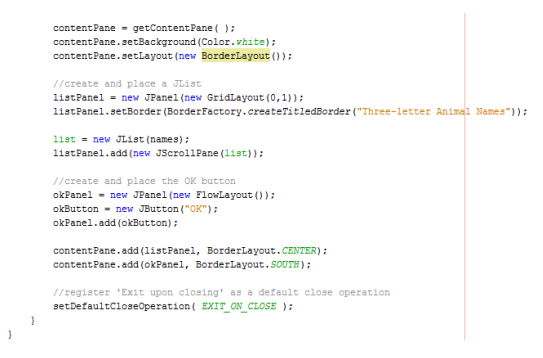 contentPane = getContentPane( );
contentPane.setBackground(Color.white);
contentPane.setLayout(new BorderLayout());
//create and place a JList
listPanel = new JPanel(new GridLayout(0,1));
listPanel.setBorder(BorderFactory.createTitledBorder("Three-letter Animal Names"));
list = new JList(names);
listPanel.add(new JScrollPane(list));
//create and place the OK button
okPanel = new JPanel(new FlowLayout());
okButton = new JButton("OK");
okPanel.add(okButton);
contentPane.add(listPanel, BorderLayout.CENTER);
contentPane.add(okPanel, BorderLayout.SOUTH);
//register 'Exit upon closing' as a default close operation
setDefaultCloseOperation( EXIT_ON_CLOSE );
}
}